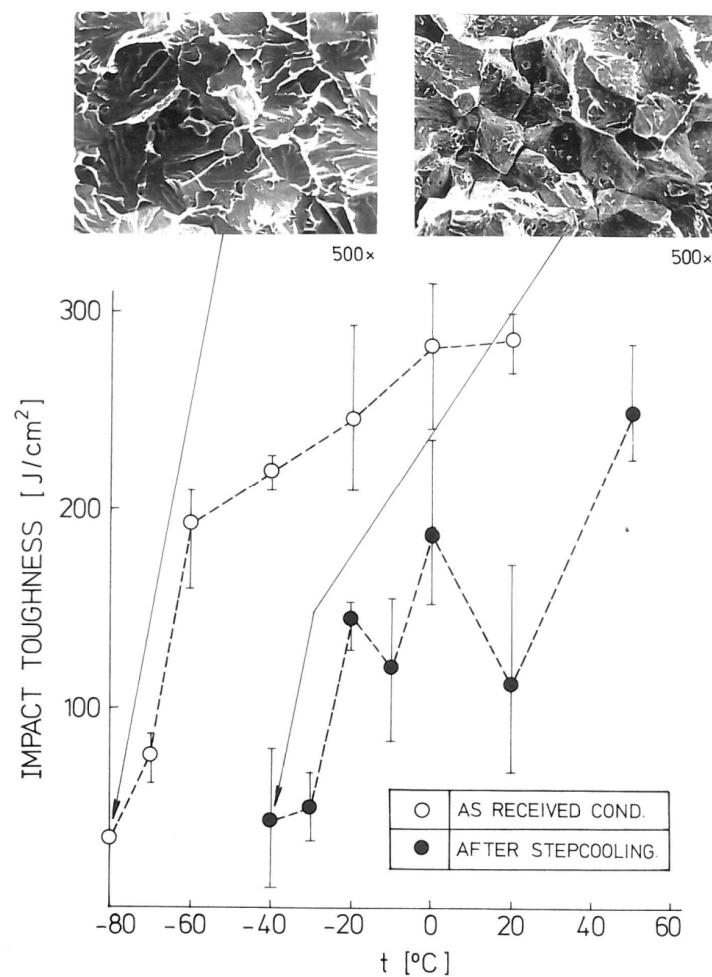 500×
500×
300
200
100
IMPACT TOUGHNESS [J/cm²]
AS RECEIVED COND.
AFTER STEPCOOLING.
-80 -60 -40 -20 0 20 40 60
t [°C]